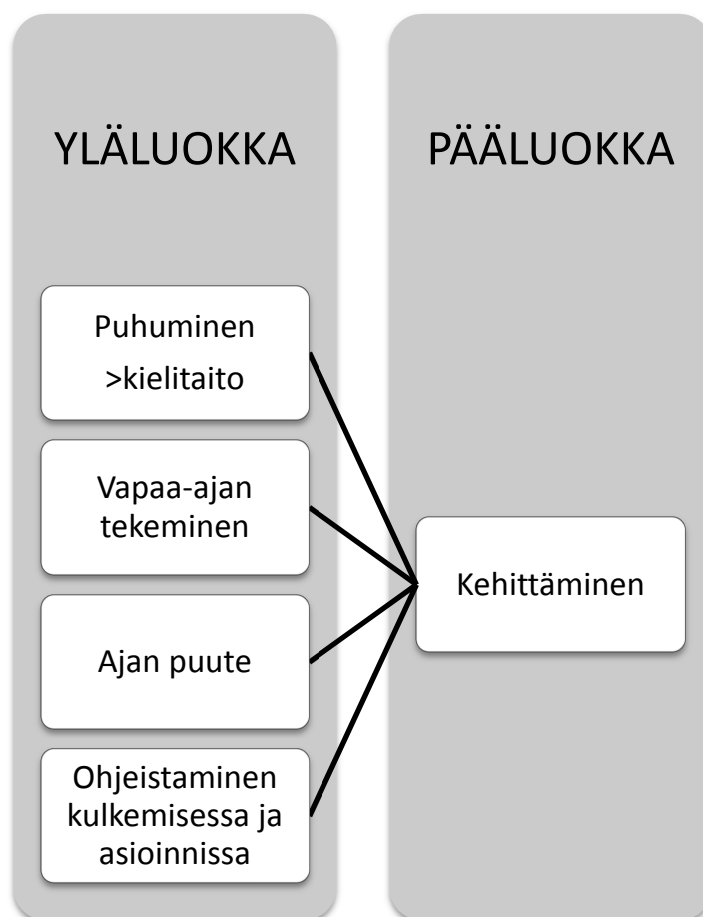 YLÄLUOKKA
PÄÄLUOKKA
Puhuminen
>kielitaito
Vapaa-ajan
tekeminen
Ajan puute
Ohjeistaminen
kulkemisessa ja
asioinnissa
Kehittäminen